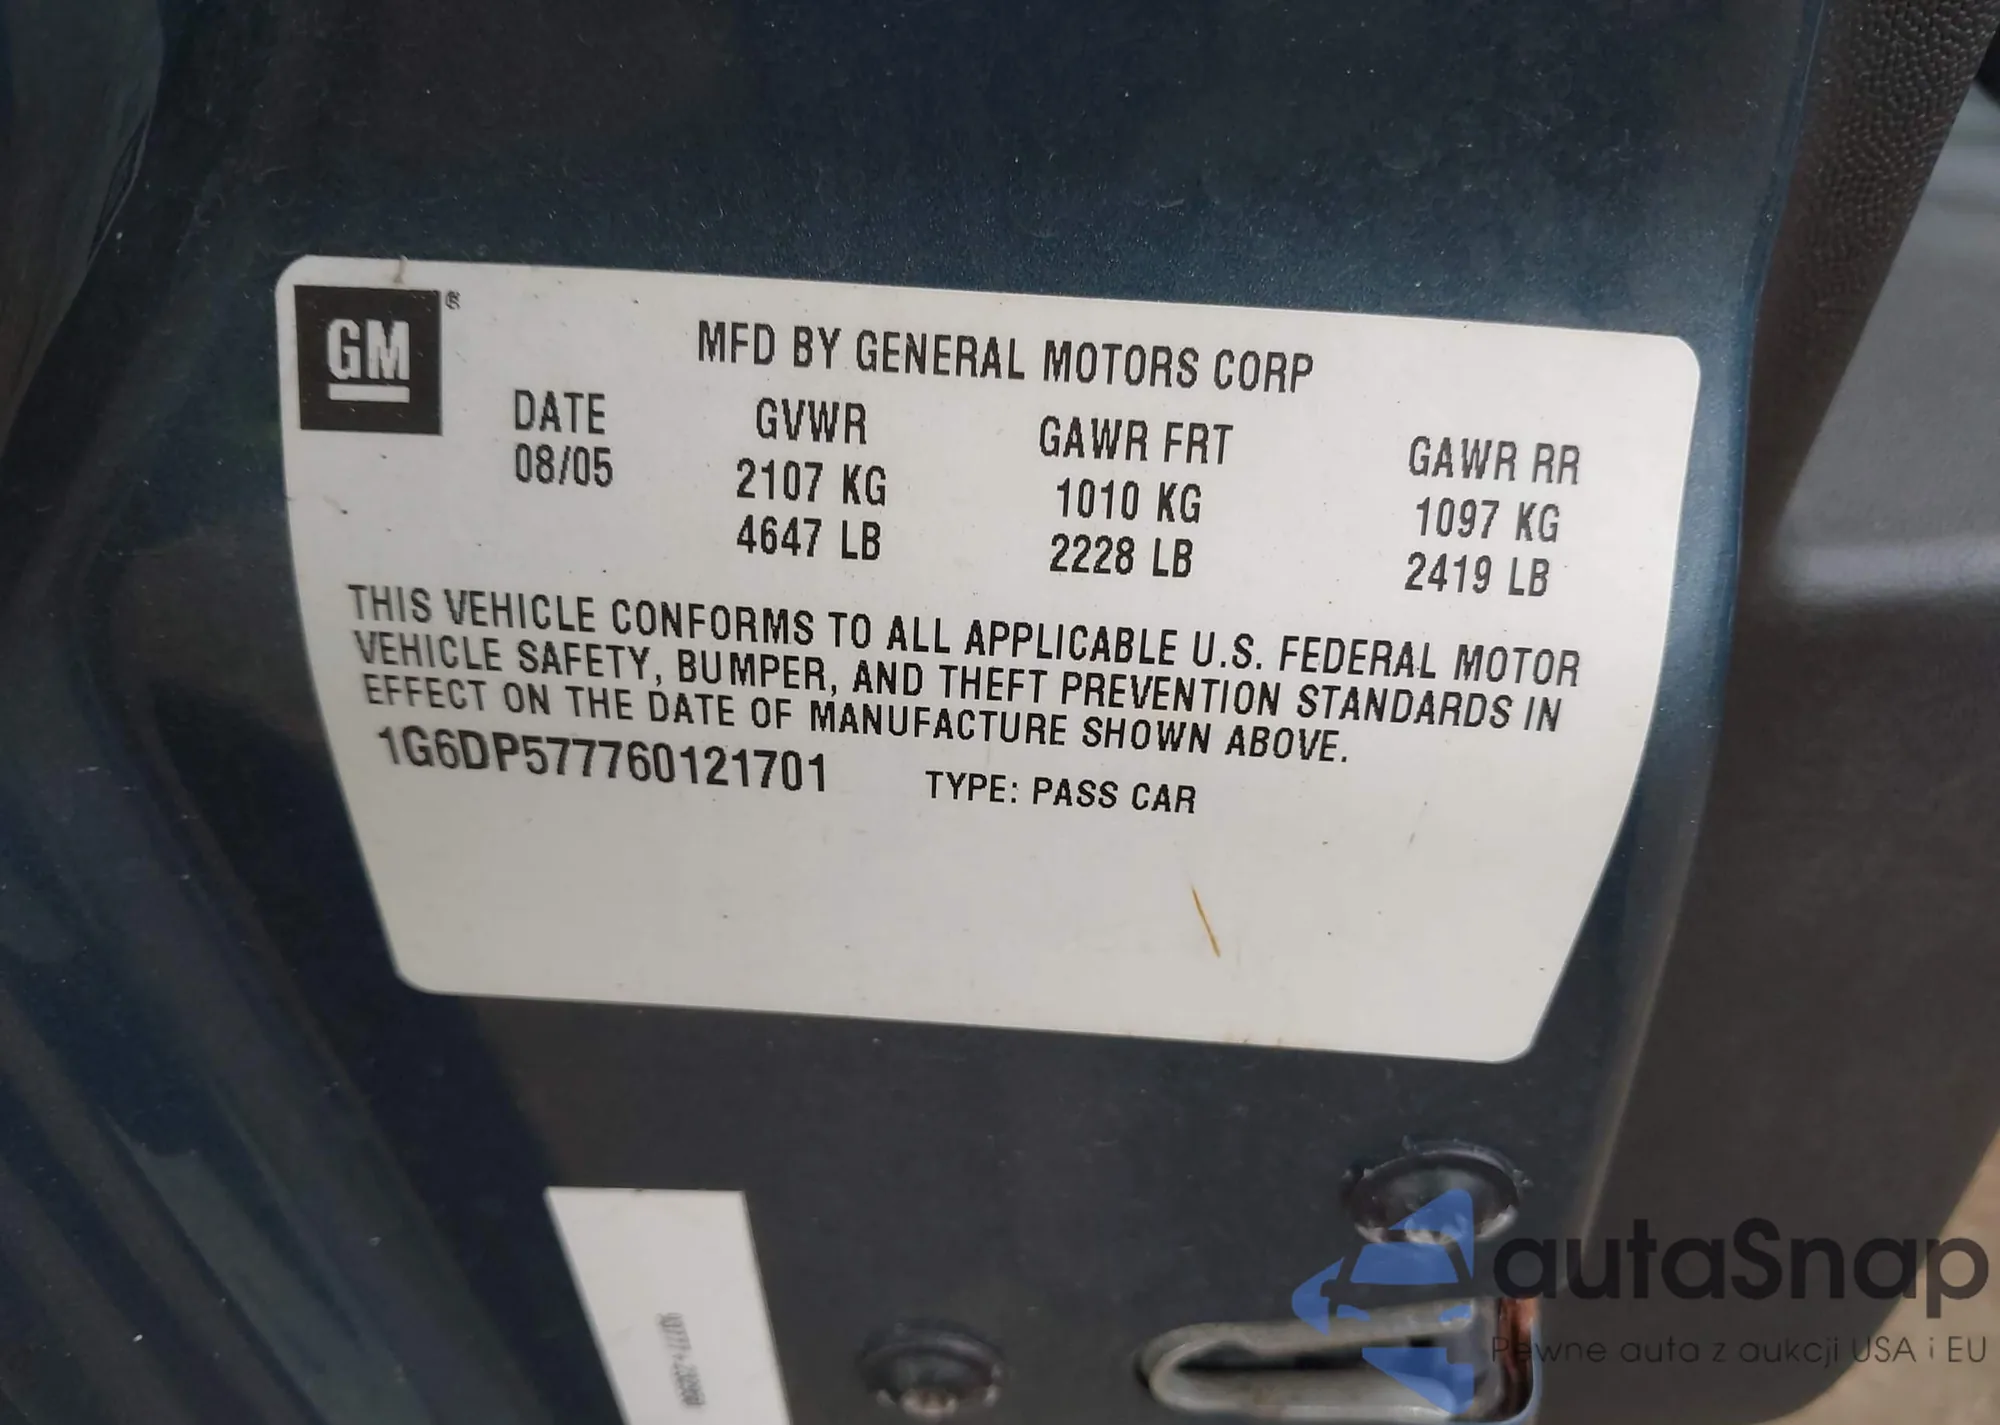 GM ®
MFD BY GENERAL MOTORS CORP
DATE GVWR GAWR FRT GAWR RR
08/05 2107 KG 1010 KG 1097 KG
4647 LB 2228 LB 2419 LB
THIS VEHICLE CONFORMS TO ALL APPLICABLE U.S. FEDERAL MOTOR
VEHICLE SAFETY, BUMPER, AND THEFT PREVENTION STANDARDS IN
EFFECT ON THE DATE OF MANUFACTURE SHOWN ABOVE.
1G6DP577760121701 TYPE: PASS CAR
autaSnap
Pewne auta z aukcji USA i EU